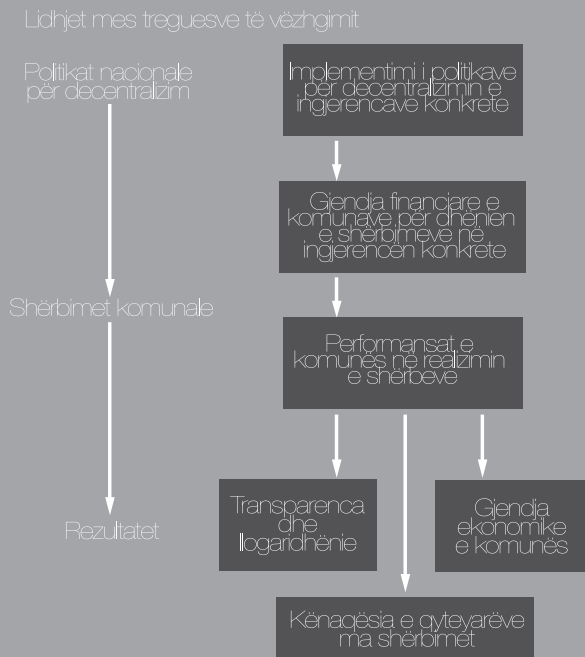 Lidhjet mes treguesve të vëzhgimit
Politikat nacionale
për decentralizim
Implementimi i politikave
për decentralizimin e
ingjerencave konkrete
Gjendja financiare e
komunave për dhënien
e shërbimeve në
ingjerencën konkrete
Shërbimet komunale
Performansat e
komunës në realizimin
e shërbeve
Rezultatet
Transparenca
dhe
llogaridhënie
Gjendja
ekonomike
e komunës
Kënaqësia e qyteyarëve
ma shërbimet